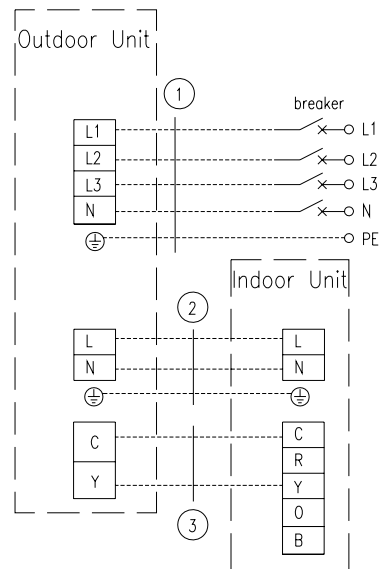 Outdoor Unit
1
breaker
L1 L1
L2 L2
L3 L3
N N
PE
Indoor Unit
2
L L
N N
C C
R
Y Y
O
B
3